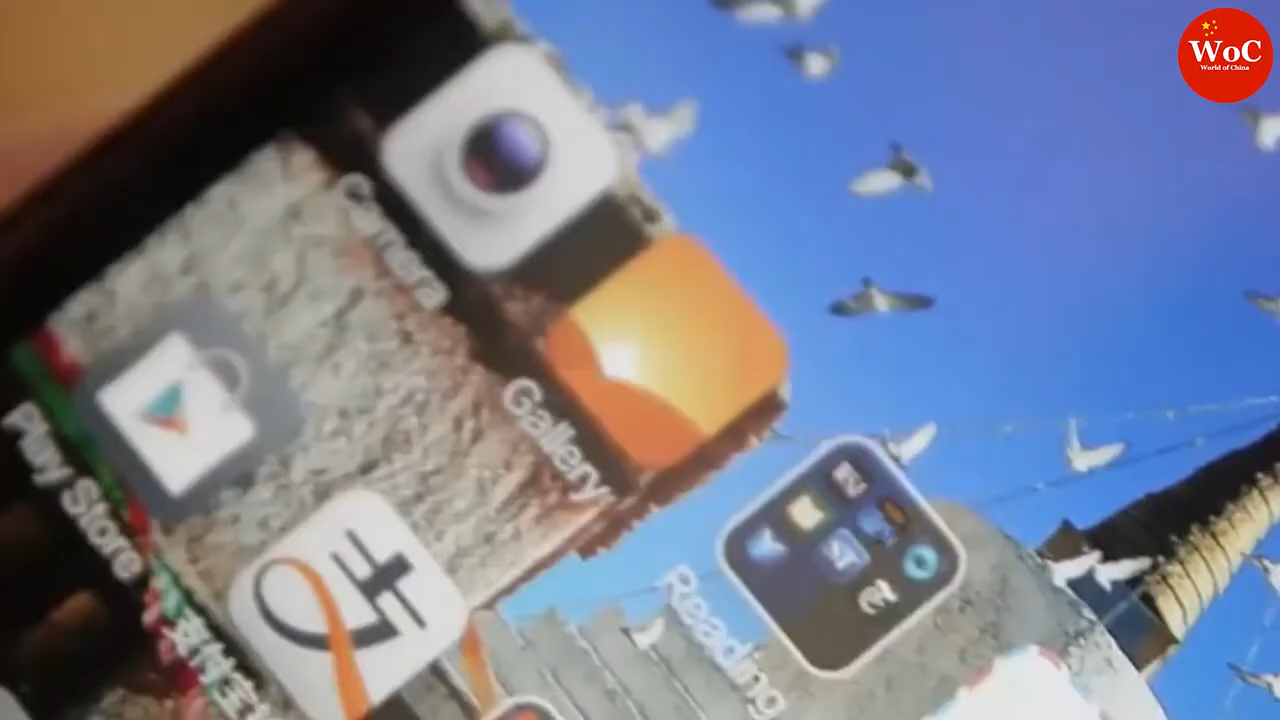 WoC
World of China
Camera
Gallery
Play Store
Reading